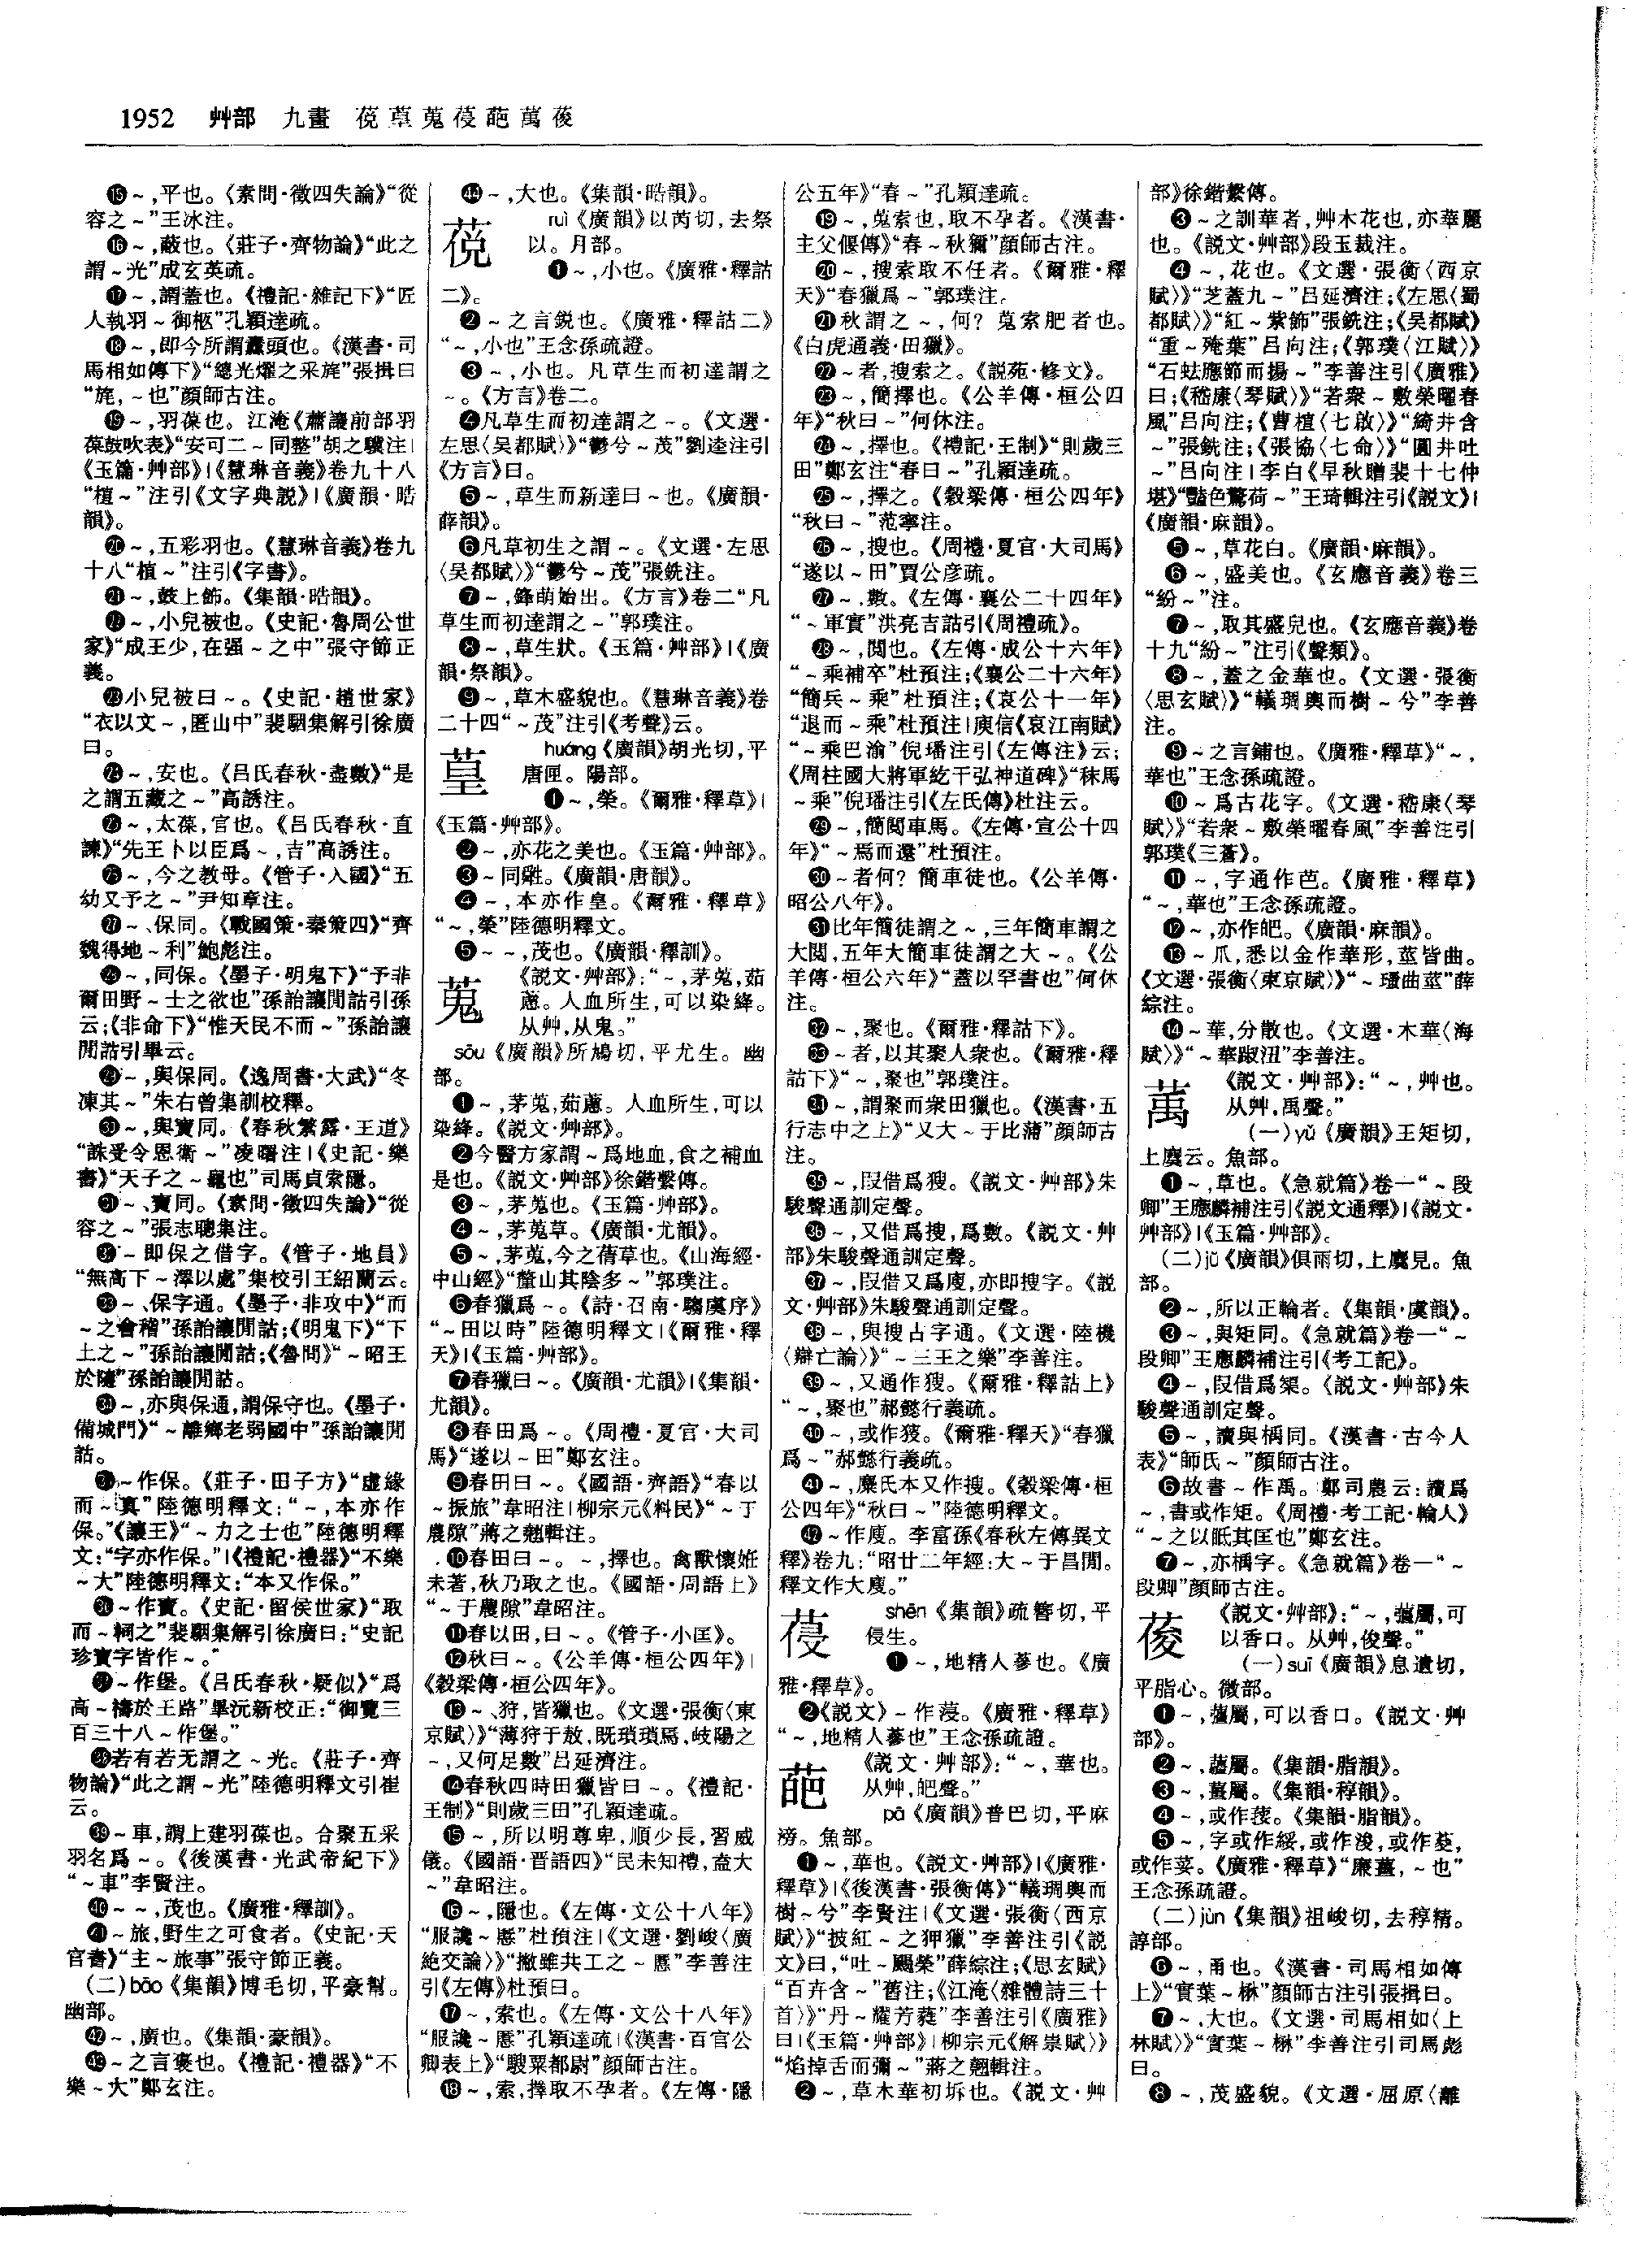 1952 艸部 九畫 蓯葟蒐葠葩萭葰
⓯~,平也。《素問·徵四失論》“從
容之~”王冰注。
⓰~,蔽也。《莊子·齊物論》“此之
謂~光”成玄英疏。
⓱~,謂蓋也。《禮記·雜記下》“匠
人執羽~御柩”孔穎達疏。
⓲~,即今所謂纛頭也。《漢書·司
馬相如傳下》“總光燿之采旄”張揖曰
“旄,~也”顔師古注。
⓳~,羽葆也。江淹《蕭讓前部羽
葆鼓吹表》“安可二~同整”胡之驥注|
《玉篇·艸部》|《慧琳音義》卷九十八
“植~”注引《文字典説》|《廣韻·晧
韻》。
⓴~,五彩羽也。《慧琳音義》卷九
十八“植~”注引《字書》。
㉑~,鼓上飾。《集韻·晧韻》。
㉒~,小兒被也。《史記·魯周公世
家》“成王少,在强~之中”張守節正
義。
㉓小兒被曰~。《史記·趙世家》
“衣以文~,匿山中”裴駰集解引徐廣
曰。
㉔~,安也。《吕氏春秋·盡數》“是
之謂五藏之~”高誘注。
㉕~,太葆,官也。《吕氏春秋·直
諫》“先王卜以臣爲~,吉”高誘注。
㉖~,今之教母。《管子·入國》“五
幼又予之~”尹知章注。
㉗~、保同。《戰國策·秦策四》“齊
魏得地~利”鮑彪注。
㉘~,同保。《墨子·明鬼下》“予非
爾田野~士之欲也”孫詒讓閒詁引孫
云;《非命下》“惟天民不而~”孫詒讓
閒詁引畢云。
㉙~,與保同。《逸周書·大武》“冬
凍其~”朱右曾集訓校釋。
㉚~,與寶同。《春秋繁露·王道》
“誅受令恩衛~”凌曙注|《史記·樂
書》“天子之~龜也”司馬貞索隱。
㉛~、寶同。《素問·徵四失論》“從
容之~”張志聰集注。
㉜~即保之借字。《管子·地員》
“無高下~澤以處”集校引王紹蘭云。
㉝~、保字通。《墨子·非攻中》“而
~之會稽”孫詒讓閒詁;《明鬼下》“下
土之~”孫詒讓閒詁;《魯問》“~昭王
於隨”孫詒讓閒詁。
㉞~,亦與保通,謂保守也。《墨子·
備城門》“~離鄉老弱國中”孫詒讓閒
詁。
㉟~作保。《莊子·田子方》“虚緣
而~真”陸德明釋文:“~,本亦作
保。”《讓王》“~力之士也”陸德明釋
文:“字亦作保。”|《禮記·禮器》“不樂
~大”陸德明釋文:“本又作保。”
㊱~作寶。《史記·留侯世家》“取
而~祠之”裴駰集解引徐廣曰:“史記
珍寶字皆作~。”
㊲~作堡。《吕氏春秋·疑似》“爲
高~禱於王路”畢沅新校正:“御覽三
百三十八~作堡。”
㊳若有若无謂之~光。《莊子·齊
物論》“此之謂~光”陸德明釋文引崔
云。
㊴~車,謂上建羽葆也。合聚五采
羽名爲~。《後漢書·光武帝紀下》
“~車”李賢注。
㊵~~,茂也。《廣雅·釋訓》。
㊶~旅,野生之可食者。《史記·天
官書》“主~旅事”張守節正義。
(二)bāo《集韻》博毛切,平豪幫。
幽部。
㊷~,廣也。《集韻·豪韻》。
㊸~之言褒也。《禮記·禮器》“不
樂~大”鄭玄注。
㊹~,大也。《集韻·晧韻》。
ruì《廣韻》以芮切,去祭
以。月部。
❶~,小也。《廣雅·釋詁
二》。
❷~之言鋭也。《廣雅·釋詁二》
“~,小也”王念孫疏證。
❸~,小也。凡草生而初達謂之
~。《方言》卷二。
❹凡草生而初達謂之~。《文選·
左思〈吴都賦〉》“鬱兮~茂”劉逵注引
《方言》曰。
❺~,草生而新達曰~也。《廣韻·
薛韻》。
❻凡草初生之謂~。《文選·左思
〈吴都賦〉》“鬱兮~茂”張銑注。
❼~,鋒萌始出。《方言》卷二“凡
草生而初達謂之~”郭璞注。
❽~,草生狀。《玉篇·艸部》|《廣
韻·祭韻》。
❾~,草木盛貌也。《慧琳音義》卷
二十四“~茂”注引《考聲》云。
葟
huáng《廣韻》胡光切,平
唐匣。陽部。
❶~,榮。《爾雅·釋草》|
《玉篇·艸部》。
❷~,亦花之美也。《玉篇·艸部》。
❸~同䔖。《廣韻·唐韻》。
❹~,本亦作皇。《爾雅·釋草》
“~,榮”陸德明釋文。
❺~~,茂也。《廣韻·釋訓》。
蒐
《説文·艸部》:“~,茅蒐,茹
藘。人血所生,可以染絳。
从艸,从鬼。”
sōu《廣韻》所鳩切,平尤生。幽
部。
❶~,茅蒐,茹藘。人血所生,可以
染絳。《説文·艸部》。
❷今醫方家謂~爲地血,食之補血
是也。《説文·艸部》徐鍇繫傳。
❸~,茅蒐也。《玉篇·艸部》。
❹~,茅蒐草。《廣韻·尤韻》。
❺~,茅蒐,今之蒨草也。《山海經·
中山經》“釐山其陰多~”郭璞注。
❻春獵爲~。《詩·召南·騶虞序》
“~田以時”陸德明釋文|《爾雅·釋
天》|《玉篇·艸部》。
❼春獵曰~。《廣韻·尤韻》|《集韻·
尤韻》。
❽春田爲~。《周禮·夏官·大司
馬》“遂以~田”鄭玄注。
❾春田曰~。《國語·齊語》“春以
~振旅”韋昭注|柳宗元《料民》“~于
農隙”蔣之翹輯注。
❿春田曰~。~,擇也。禽獸懷妊
未著,秋乃取之也。《國語·周語上》
“~于農隙”韋昭注。
⓫春以田,曰~。《管子·小匡》。
⓬秋曰~。《公羊傳·桓公四年》|
《穀梁傳·桓公四年》。
⓭~、狩,皆獵也。《文選·張衡〈東
京賦〉》“薄狩于敖,既瑣瑣焉,岐陽之
~,又何足數”吕延濟注。
⓮春秋四時田獵皆曰~。《禮記·
王制》“則歲三田”孔穎達疏。
⓯~,所以明尊卑,順少長,習威
儀。《國語·晋語四》“民未知禮,盍大
~”韋昭注。
⓰~,隱也。《左傳·文公十八年》
“服讒~慝”杜預注|《文選·劉峻〈廣
絶交論〉》“撤雖共工之~慝”李善注
引《左傳》杜預曰。
⓱~,索也。《左傳·文公十八年》
“服讒~慝”孔穎達疏|《漢書·百官公
卿表上》“騪粟都尉”顔師古注。
⓲~,索,擇取不孕者。《左傳·隱
公五年》“春~”孔穎達疏。
⓳~,蒐索也,取不孕者。《漢書·
主父偃傳》“春~秋獮”顔師古注。
⓴~,搜索取不任者。《爾雅·釋
天》“春獵爲~”郭璞注。
㉑秋謂之~,何?蒐索肥者也。
《白虎通義·田獵》。
㉒~者,搜索之。《説苑·修文》。
㉓~,簡擇也。《公羊傳·桓公四
年》“秋曰~”何休注。
㉔~,擇也。《禮記·王制》“則歲三
田”鄭玄注“春曰~”孔穎達疏。
㉕~,擇之。《穀梁傳·桓公四年》
“秋曰~”范寧注。
㉖~,搜也。《周禮·夏官·大司馬》
“遂以~田”賈公彦疏。
㉗~,數。《左傳·襄公二十四年》
“~軍實”洪亮吉詁引《周禮疏》。
㉘~,閲也。《左傳·成公十六年》
“~乘補卒”杜預注;《襄公二十六年》
“簡兵~乘”杜預注;《哀公十一年》
“退而~乘”杜預注|庾信《哀江南賦》
“~乘巴渝”倪璠注引《左傳注》云;
《周柱國大將軍紇干弘神道碑》“秣馬
~乘”倪璠注引《左氏傳》杜注云。
㉙~,簡閲車馬。《左傳·宣公十四
年》“~焉而還”杜預注。
㉚~者何?簡車徒也。《公羊傳·
昭公八年》。
㉛比年簡徒謂之~,三年簡車謂之
大閲,五年大簡車徒謂之大~。《公
羊傳·桓公六年》“蓋以罕書也”何休
注。
㉜~,聚也。《爾雅·釋詁下》。
㉝~者,以其聚人衆也。《爾雅·釋
詁下》“~,聚也”郭璞注。
㉞~,謂聚而衆田獵也。《漢書·五
行志中之上》“又大~于比蒲”顔師古
注。
㉟~,叚借爲獀。《説文·艸部》朱
駿聲通訓定聲。
㊱~,又借爲搜,爲數。《説文·艸
部》朱駿聲通訓定聲。
㊲~,叚借又爲廋,亦即搜字。《説
文·艸部》朱駿聲通訓定聲。
㊳~,與搜古字通。《文選·陸機
〈辯亡論〉》“~三王之樂”李善注。
㊴~,又通作獀。《爾雅·釋詁上》
“~,聚也”郝懿行義疏。
㊵~,或作獀。《爾雅·釋天》“春獵
爲~”郝懿行義疏。
㊶~,麋氏本又作搜。《穀梁傳·桓
公四年》“秋曰~”陸德明釋文。
㊷~作廋。李富孫《春秋左傳異文
釋》卷九:“昭廿二年經:大~于昌閒。
釋文作大廋。”
葠
shēn《集韻》疏簪切,平
侵生。
❶~,地精人蔘也。《廣
雅·釋草》。
❷《説文》~作蓡。《廣雅·釋草》
“~,地精人蔘也”王念孫疏證。
葩
《説文·艸部》:“~,華也。
从艸,䎬聲。”
pā《廣韻》普巴切,平麻
滂。魚部。
❶~,華也。《説文·艸部》|《廣雅·
釋草》|《後漢書·張衡傳》“轙琱輿而
樹~兮”李賢注|《文選·張衡〈西京
賦〉》“披紅~之狎獵”李善注引《説
文》曰,“吐~颺榮”薛綜注;《思玄賦》
“百卉含~”舊注;《江淹〈雜體詩三十
首〉》“丹~耀芳蕤”李善注引《廣雅》
曰|《玉篇·艸部》|柳宗元《解祟賦》》
“焰掉舌而彌~”蔣之翹輯注。
❷~,草木華初坼也。《説文·艸
部》徐鍇繫傳。
❸~之訓華者,艸木花也,亦華麗
也。《説文·艸部》段玉裁注。
❹~,花也。《文選·張衡〈西京
賦〉》“芝蓋九~”吕延濟注;《左思〈蜀
都賦〉》“紅~紫飾”張銑注;《吴都賦》
“重~殗葉”吕向注;《郭璞〈江賦〉》
“石蚨應節而揚~”李善注引《廣雅》
曰;《嵇康〈琴賦〉》“若衆~敷榮曜春
風”吕向注;《曹植〈七啟〉》“綺井含
~”張銑注;《張協〈七命〉》“圓井吐
~”吕向注|李白《早秋贈裴十七仲
堪》“豔色驚荷~”王琦輯注引《説文》|
《廣韻·麻韻》。
❺~,草花白。《廣韻·麻韻》。
❻~,盛美也。《玄應音義》卷三
“紛~”注。
❼~,取其盛皃也。《玄應音義》卷
十九“紛~”注引《聲類》。
❽~,蓋之金華也。《文選·張衡
〈思玄賦〉》“轙琱輿而樹~兮”李善
注。
❾~之言鋪也。《廣雅·釋草》“~,
華也”王念孫疏證。
❿~爲古花字。《文選·嵇康〈琴
賦〉》“若衆~敷榮曜春風”李善注引
郭璞《三蒼》。
⓫~,字通作芭。《廣雅·釋草》
“~,華也”王念孫疏證。
⓬~,亦作䎬。《廣韻·麻韻》。
⓭~爪,悉以金作華形,莖皆曲。
《文選·張衡〈東京賦〉》“~瑵曲莖”薛
綜注。
⓮~華,分散也。《文選·木華〈海
賦〉》“~華踧沑”李善注。
萭
《説文·艸部》:“~,艸也。
从艸,禹聲。”
(一)yǔ《廣韻》王矩切,
上麌云。魚部。
❶~,草也。《急就篇》卷一“~段
卿”王應麟補注引《説文通釋》|《説文·
艸部》|《玉篇·艸部》。
(二)jǔ《廣韻》俱雨切,上麌見。魚
部。
❷~,所以正輪者。《集韻·虞韻》。
❸~,與矩同。《急就篇》卷一“~
段卿”王應麟補注引《考工記》。
❹~,叚借爲榘。《説文·艸部》朱
駿聲通訓定聲。
❺~,讀與楀同。《漢書·古今人
表》“師氏~”顔師古注。
❻故書~作禹。鄭司農云:讀爲
~,書或作矩。《周禮·考工記·輪人》
“~之以眂其匡也”鄭玄注。
❼~,亦楀字。《急就篇》卷一“~
段卿”顔師古注。
葰
《説文·艸部》:“~,薑屬,可
以香口。从艸,俊聲。”
(一)suī《廣韻》息遺切,
平脂心。微部。
❶~,薑屬,可以香口。《説文·艸
部》。
❷~,薑屬。《集韻·脂韻》。
❸~,薑屬。《集韻·稕韻》。
❹~,或作荽。《集韻·脂韻》。
❺~,字或作綏,或作浚,或作荾,
或作荽。《廣雅·釋草》“廉薑,~也”
王念孫疏證。
(二)jùn《集韻》祖峻切,去稕精。
諄部。
❻~,甬也。《漢書·司馬相如傳
上》“實葉~楙”顔師古注引張揖曰。
❼~,大也。《文選·司馬相如〈上
林賦〉》“實葉~楙”李善注引司馬彪
曰。
❽~,茂盛貌。《文選·屈原〈離